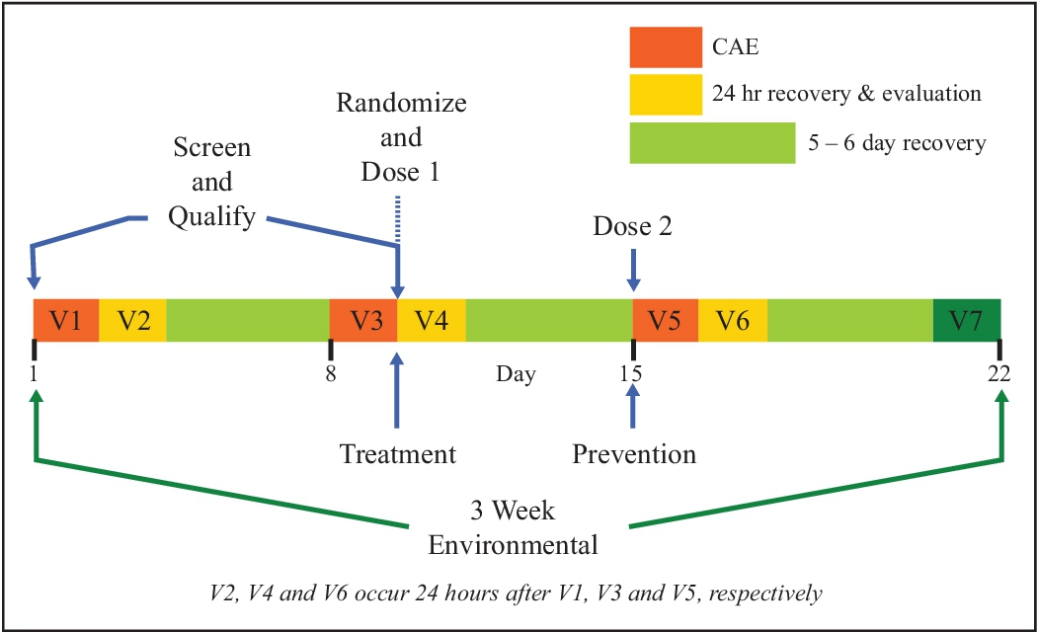 CAE
24 hr recovery & evaluation
5 – 6 day recovery
Randomize
and
Dose 1
Screen
and
Qualify
Dose 2
V1 V2 V3 V4 V5 V6 V7
1 8 Day 15 22
Treatment Prevention
3 Week
Environmental
V2, V4 and V6 occur 24 hours after V1, V3 and V5, respectively